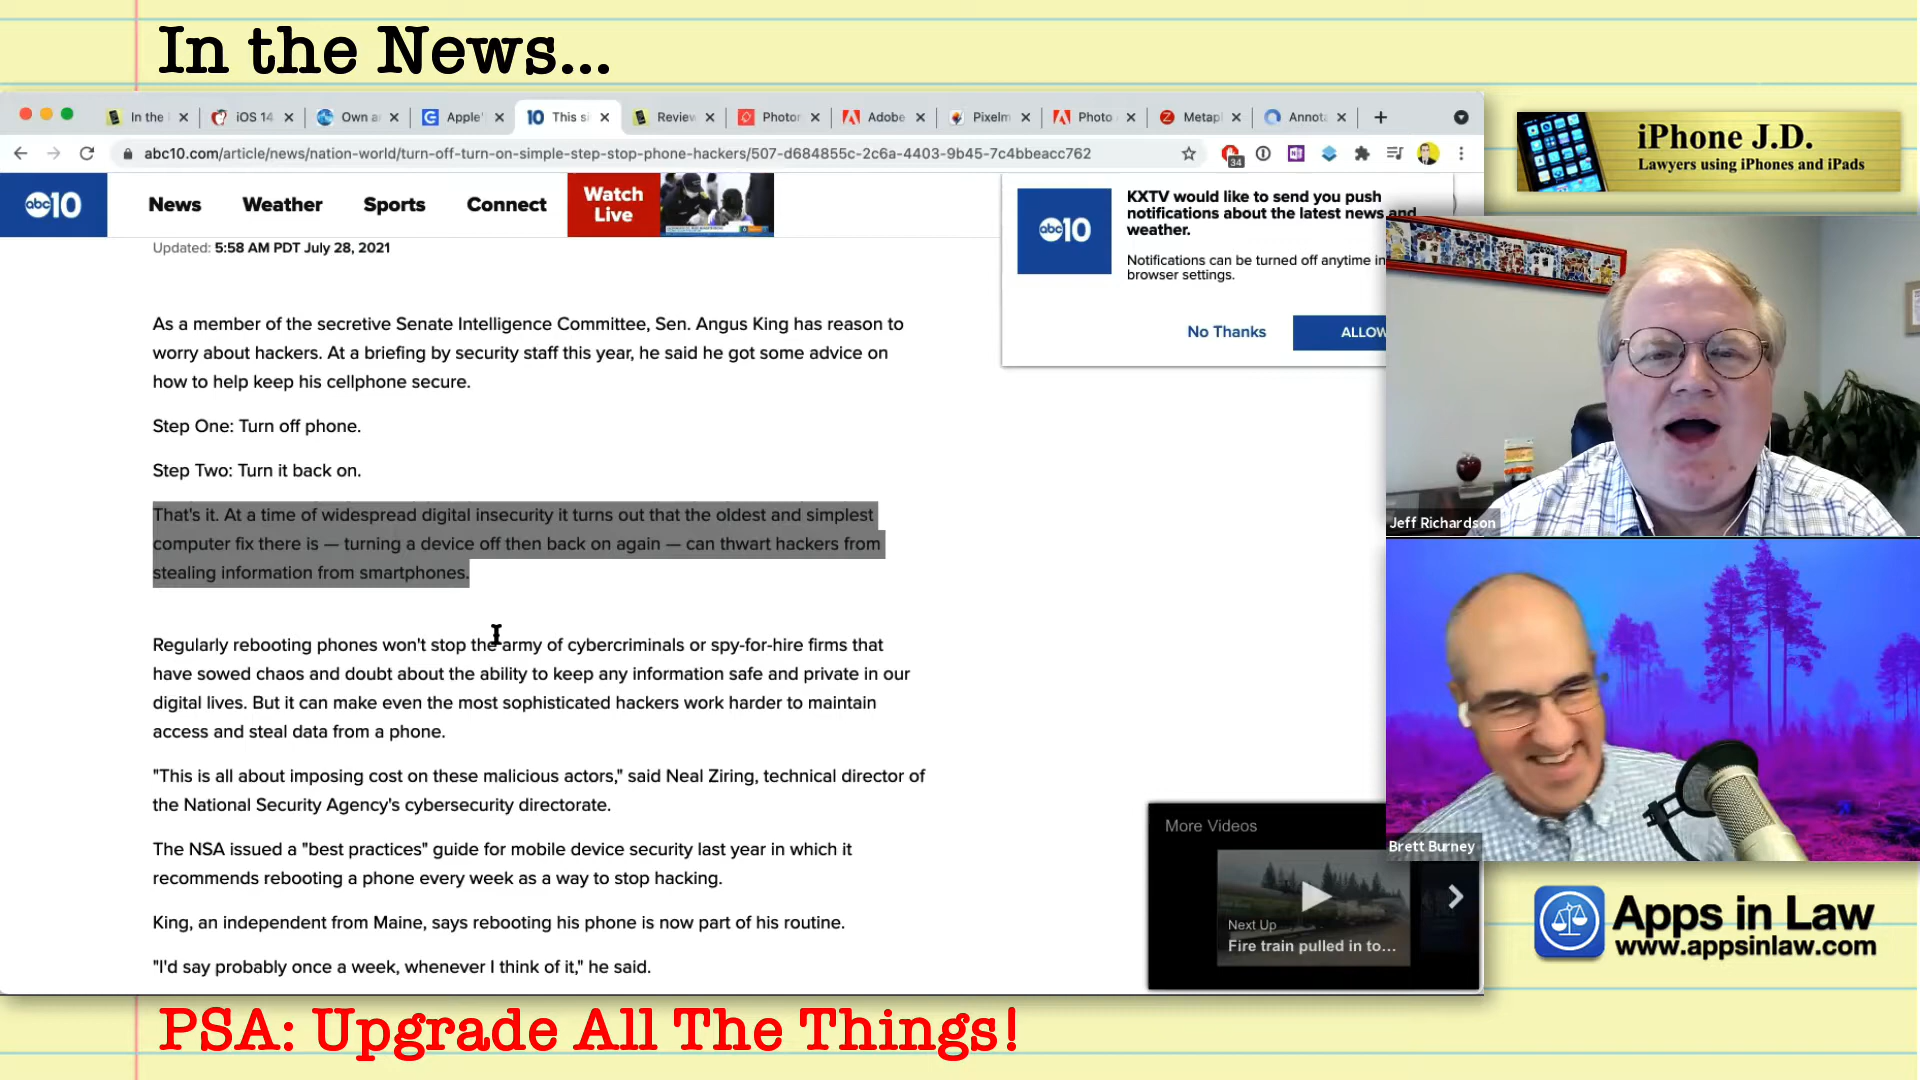 In the News...
In the
iOS 14.
Own a
Apple'
10 This s
Review
Photor
Adobe
Pixelm
Photo
Metap
Annota
abc10.com/article/news/nation-world/turn-off-turn-on-simple-step-stop-phone-hackers/507-d684855c-2c6a-4403-9b45-7c4bbeacc762
34
iPhone J.D.
Lawyers using iPhones and iPads
abc10
News
Weather
Sports
Connect
Watch
Live
abc10
KXTV would like to send you push
notifications about the latest news and
weather.
Notifications can be turned off anytime in
browser settings.
No Thanks
ALLOW
Updated: 5:58 AM PDT July 28, 2021
As a member of the secretive Senate Intelligence Committee, Sen. Angus King has reason to
worry about hackers. At a briefing by security staff this year, he said he got some advice on
how to help keep his cellphone secure.
Step One: Turn off phone.
Step Two: Turn it back on.
That's it. At a time of widespread digital insecurity it turns out that the oldest and simplest
computer fix there is — turning a device off then back on again — can thwart hackers from
stealing information from smartphones.
Regularly rebooting phones won't stop the army of cybercriminals or spy-for-hire firms that
have sowed chaos and doubt about the ability to keep any information safe and private in our
digital lives. But it can make even the most sophisticated hackers work harder to maintain
access and steal data from a phone.
"This is all about imposing cost on these malicious actors," said Neal Ziring, technical director of
the National Security Agency's cybersecurity directorate.
The NSA issued a "best practices" guide for mobile device security last year in which it
recommends rebooting a phone every week as a way to stop hacking.
King, an independent from Maine, says rebooting his phone is now part of his routine.
"I'd say probably once a week, whenever I think of it," he said.
Jeff Richardson
Brett Burney
More Videos
Next Up
Fire train pulled in to...
Apps in Law
www.appsinlaw.com
PSA: Upgrade All The Things!